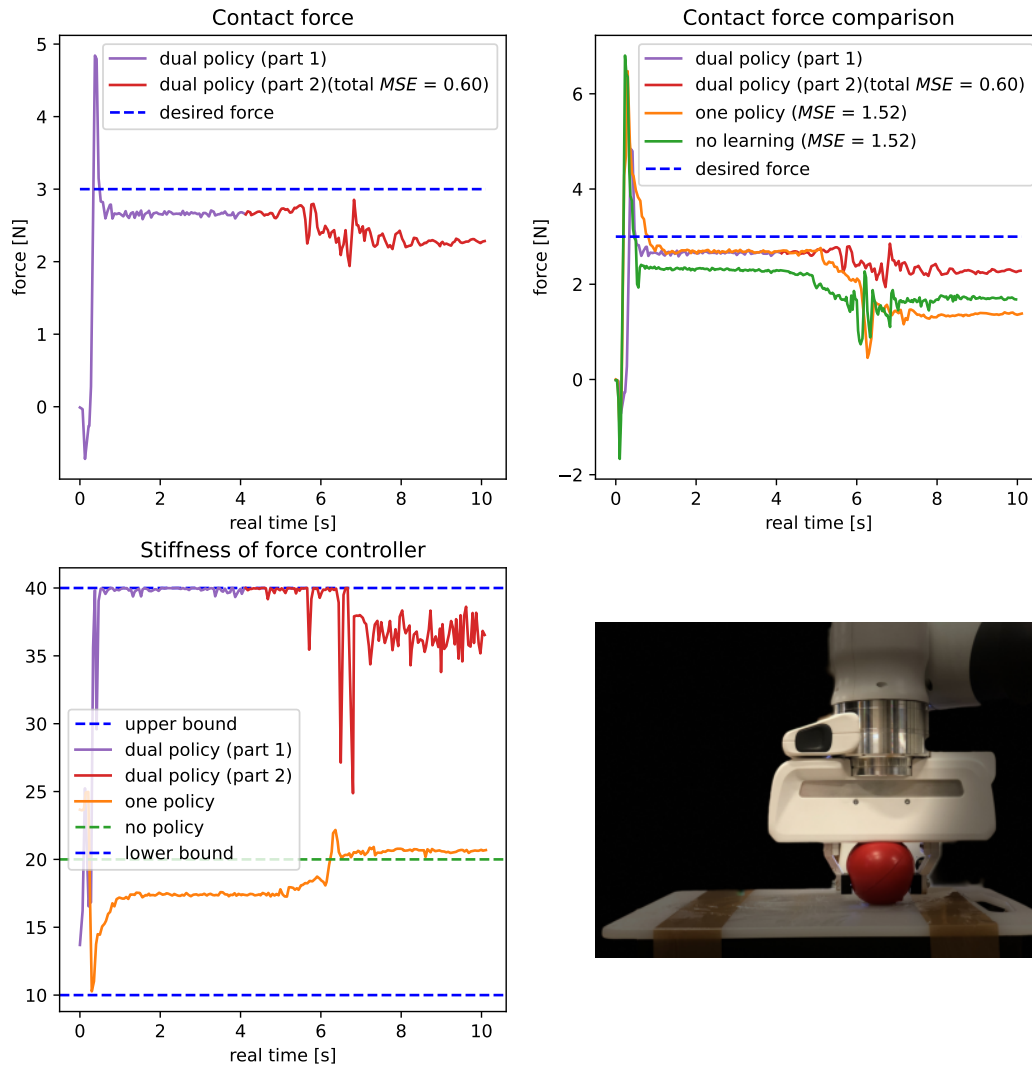 Contact force
force [N]
5
4
3
2
1
0
dual policy (part 1)
dual policy (part 2)(total MSE = 0.60)
desired force
0 2 4 6 8 10
real time [s]
Contact force comparison
force [N]
6
4
2
0
−2
dual policy (part 1)
dual policy (part 2)(total MSE = 0.60)
one policy (MSE = 1.52)
no learning (MSE = 1.52)
desired force
0 2 4 6 8 10
real time [s]
Stiffness of force controller
40
35
30
25
20
15
10
upper bound
dual policy (part 1)
dual policy (part 2)
one policy
no policy
lower bound
0 2 4 6 8 10
real time [s]